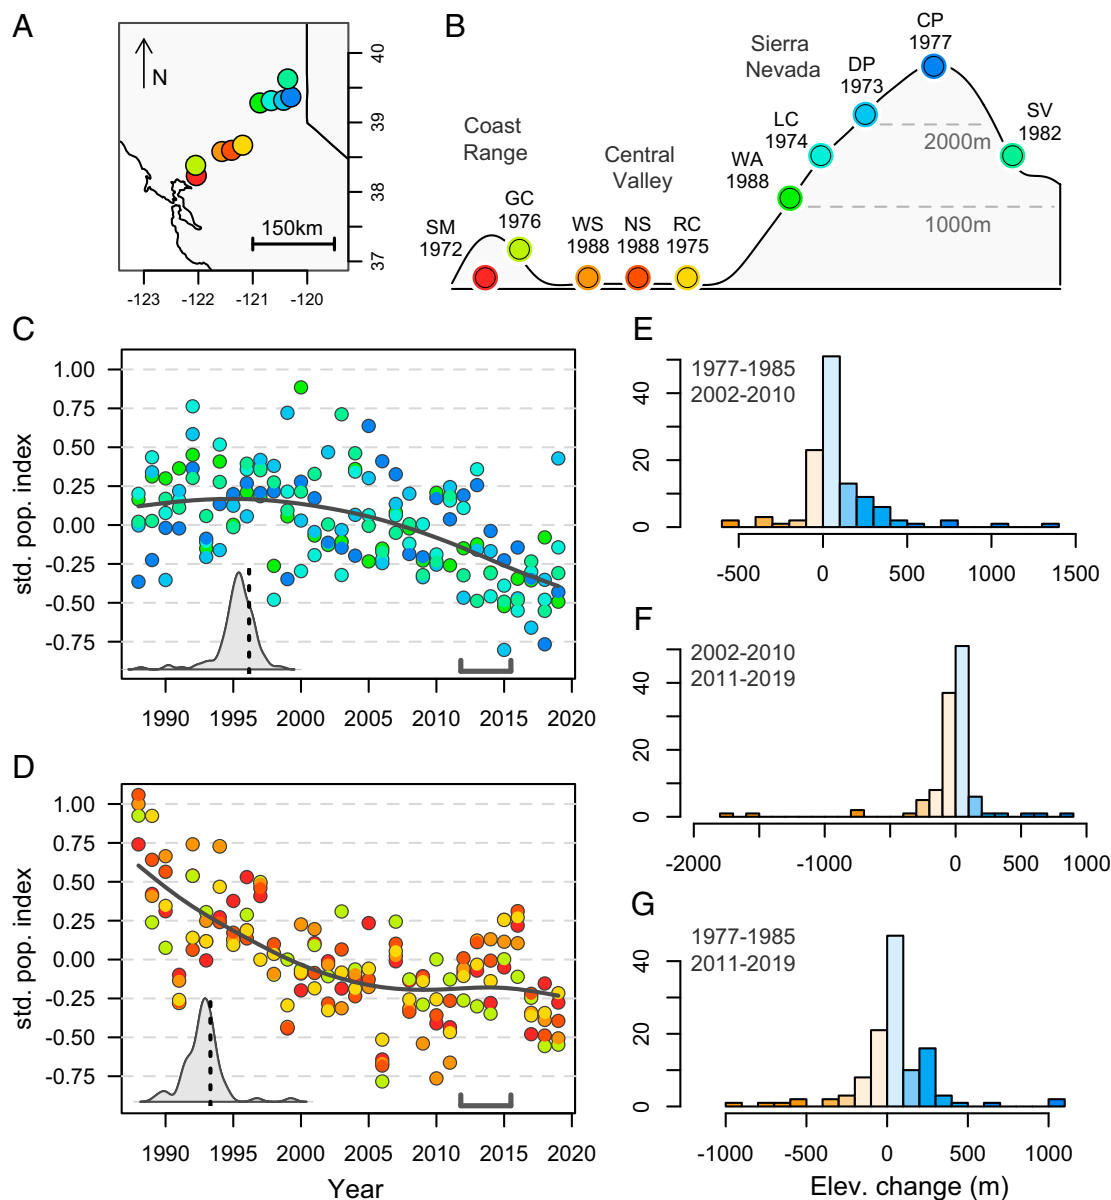 A
N
40
39
38
37
150km
-123
-122
-121
-120
B
Coast
Range
Central
Valley
Sierra
Nevada
SM
1972
GC
1976
WS
1988
NS
1988
RC
1975
WA
1988
LC
1974
DP
1973
CP
1977
SV
1982
2000m
1000m
C
std. pop. index
1.00
0.75
0.50
0.25
0.00
-0.25
-0.50
-0.75
1990
1995
2000
2005
2010
2015
2020
D
std. pop. index
1.00
0.75
0.50
0.25
0.00
-0.25
-0.50
-0.75
1990
1995
2000
2005
2010
2015
2020
Year
E
1977-1985
2002-2010
40
20
0
-500
0
500
1000
1500
F
2002-2010
2011-2019
40
20
0
-2000
-1000
0
500
1000
G
1977-1985
2011-2019
40
20
0
-1000
-500
0
500
1000
Elev. change (m)